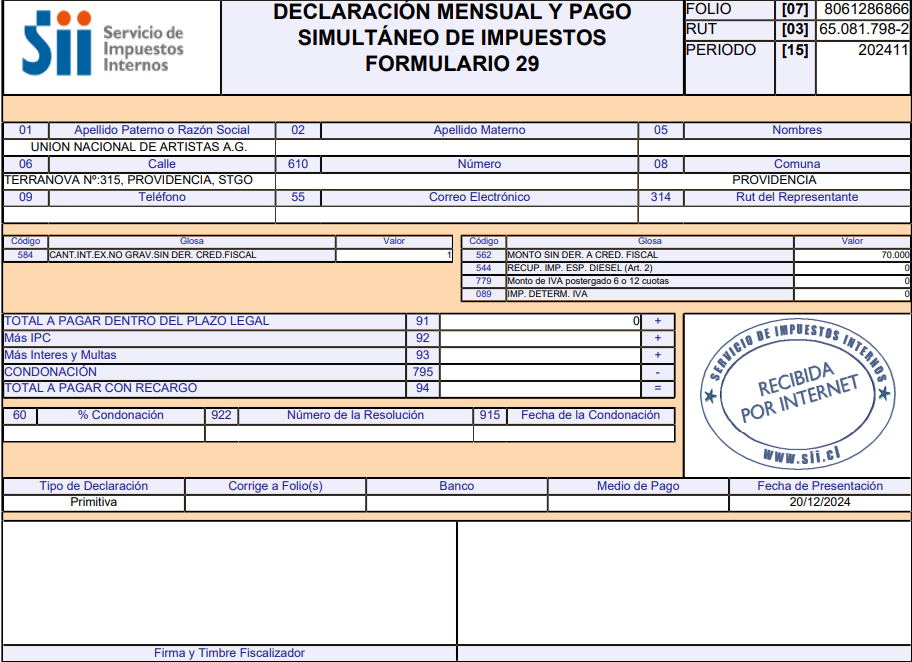 sii Servicio de
Impuestos
Internos
DECLARACIÓN MENSUAL Y PAGO
SIMULTÁNEO DE IMPUESTOS
FORMULARIO 29
FOLIO [07] 8061286866
RUT [03] 65.081.798-2
PERIODO [15] 202411
01 Apellido Paterno o Razón Social 02 Apellido Materno 05 Nombres
UNION NACIONAL DE ARTISTAS A.G.
06 Calle 610 Número 08 Comuna
TERRANOVA Nº:315, PROVIDENCIA, STGO PROVIDENCIA
09 Teléfono 55 Correo Electrónico 314 Rut del Representante
Código Glosa Valor Código Glosa Valor
584 CANT.INT.EX.NO GRAV.SIN DER. CRED.FISCAL 1 562 MONTO SIN DER. A CRED. FISCAL 70.000
544 RECUP. IMP. ESP. DIESEL (Art. 2) 0
779 Monto de IVA postergado 6 o 12 cuotas 0
089 IMP. DETERM. IVA 0
TOTAL A PAGAR DENTRO DEL PLAZO LEGAL 91 0 +
Más IPC 92 +
Más Interes y Multas 93 +
CONDONACIÓN 795 -
TOTAL A PAGAR CON RECARGO 94 =
SERVICIO DE IMPUESTOS INTERNOS
RECIBIDA
POR INTERNET
www.sii.cl
60 % Condonación 922 Número de la Resolución 915 Fecha de la Condonación
Tipo de Declaración Corrige a Folio(s) Banco Medio de Pago Fecha de Presentación
Primitiva 20/12/2024
Firma y Timbre Fiscalizador